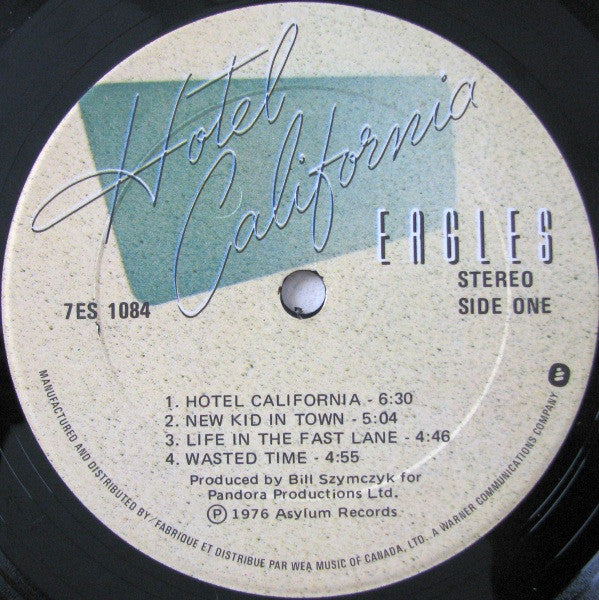 Hotel
California
EAGLES
7ES 1084
STEREO
SIDE ONE
1. HOTEL CALIFORNIA - 6:30
2. NEW KID IN TOWN - 5:04
3. LIFE IN THE FAST LANE - 4:46
4. WASTED TIME - 4:55
Produced by Bill Szymczyk for
Pandora Productions Ltd.
Ⓟ 1976 Asylum Records
MANUFACTURED AND DISTRIBUTED BY/FABRIQUE ET DISTRIBUE PAR WEA MUSIC OF CANADA, LTD., A WARNER COMMUNICATIONS COMPANY